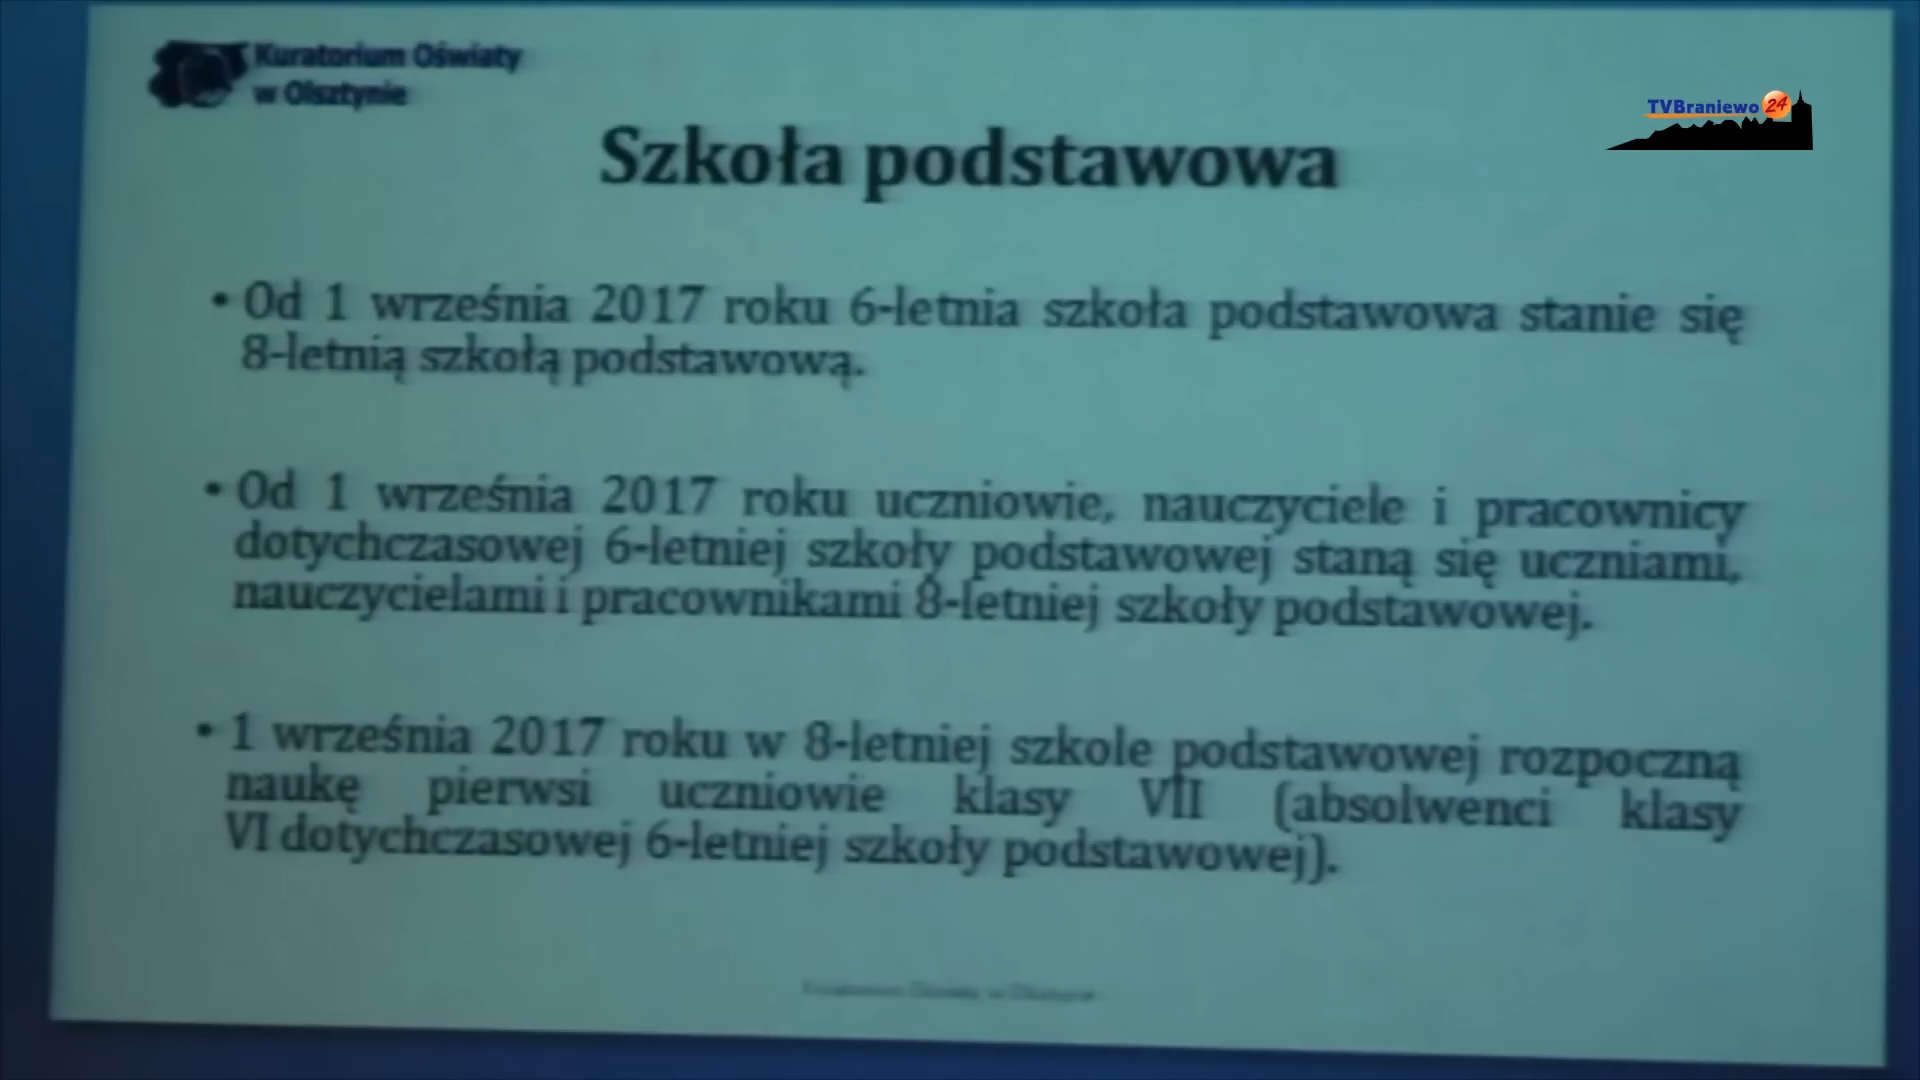 Kuratorium Oświaty
w Olsztynie
TVBraniewo 24
Szkoła podstawowa
• Od 1 września 2017 roku 6-letnia szkoła podstawowa stanie się
8-letnią szkołą podstawową.
• Od 1 września 2017 roku uczniowie, nauczyciele i pracownicy
dotychczasowej 6-letniej szkoły podstawowej staną się uczniami,
nauczycielami i pracownikami 8-letniej szkoły podstawowej.
• 1 września 2017 roku w 8-letniej szkole podstawowej rozpoczną
naukę pierwsi uczniowie klasy VII (absolwenci klasy
VI dotychczasowej 6-letniej szkoły podstawowej).
Kuratorium Oświaty w Olsztynie